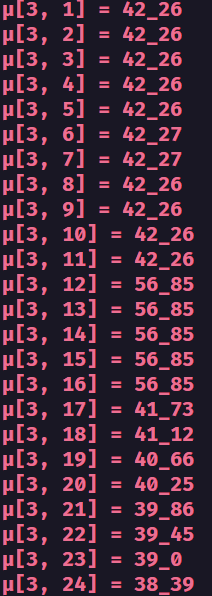 μ[3, 1] = 42_26
μ[3, 2] = 42_26
μ[3, 3] = 42_26
μ[3, 4] = 42_26
μ[3, 5] = 42_26
μ[3, 6] = 42_27
μ[3, 7] = 42_27
μ[3, 8] = 42_26
μ[3, 9] = 42_26
μ[3, 10] = 42_26
μ[3, 11] = 42_26
μ[3, 12] = 56_85
μ[3, 13] = 56_85
μ[3, 14] = 56_85
μ[3, 15] = 56_85
μ[3, 16] = 56_85
μ[3, 17] = 41_73
μ[3, 18] = 41_12
μ[3, 19] = 40_66
μ[3, 20] = 40_25
μ[3, 21] = 39_86
μ[3, 22] = 39_45
μ[3, 23] = 39_0
μ[3, 24] = 38_39